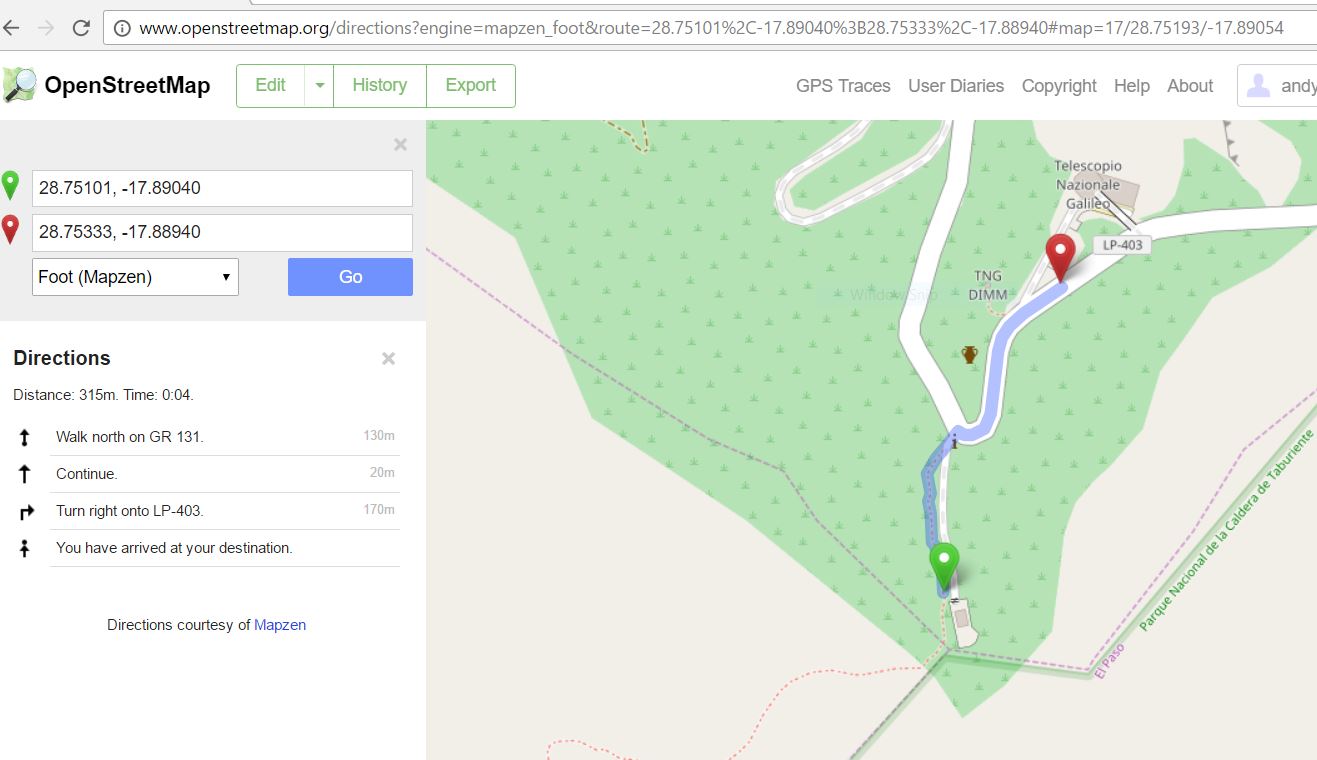 www.openstreetmap.org/directions?engine=mapzen_foot&route=28.75101%2C-17.89040%3B28.75333%2C-17.88940#map=17/28.75193/-17.89054
OpenStreetMap
Edit
History
Export
GPS Traces
User Diaries
Copyright
Help
About
andy
28.75101, -17.89040
28.75333, -17.88940
Foot (Mapzen)
Go
Directions
Distance: 315m. Time: 0:04.
Walk north on GR 131. 130m
Continue. 20m
Turn right onto LP-403. 170m
You have arrived at your destination.
Directions courtesy of Mapzen
Telescopio
Nazionale
Galileo
LP-403
TNG
DIMM
Window Snip
i
Parque Nacional de la Caldera de Taburiente
El Paso